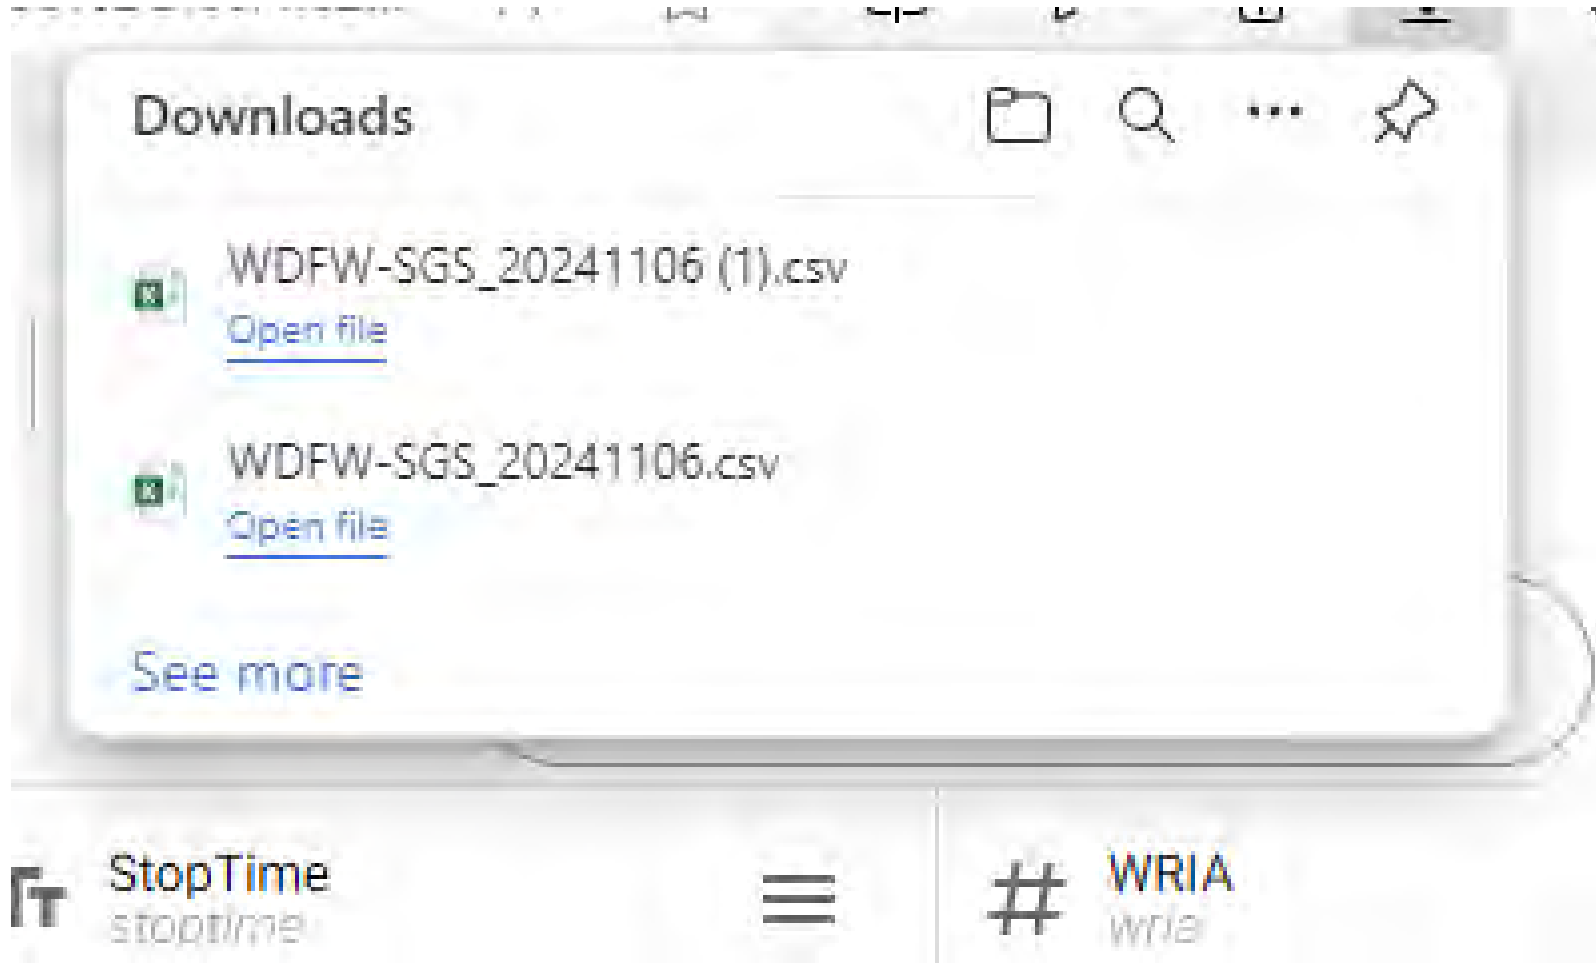 Downloads
WDFW-SGS_20241106 (1).csv
Open file
WDFW-SGS_20241106.csv
Open file
See more
StopTime
stoptime
WRIA
wria